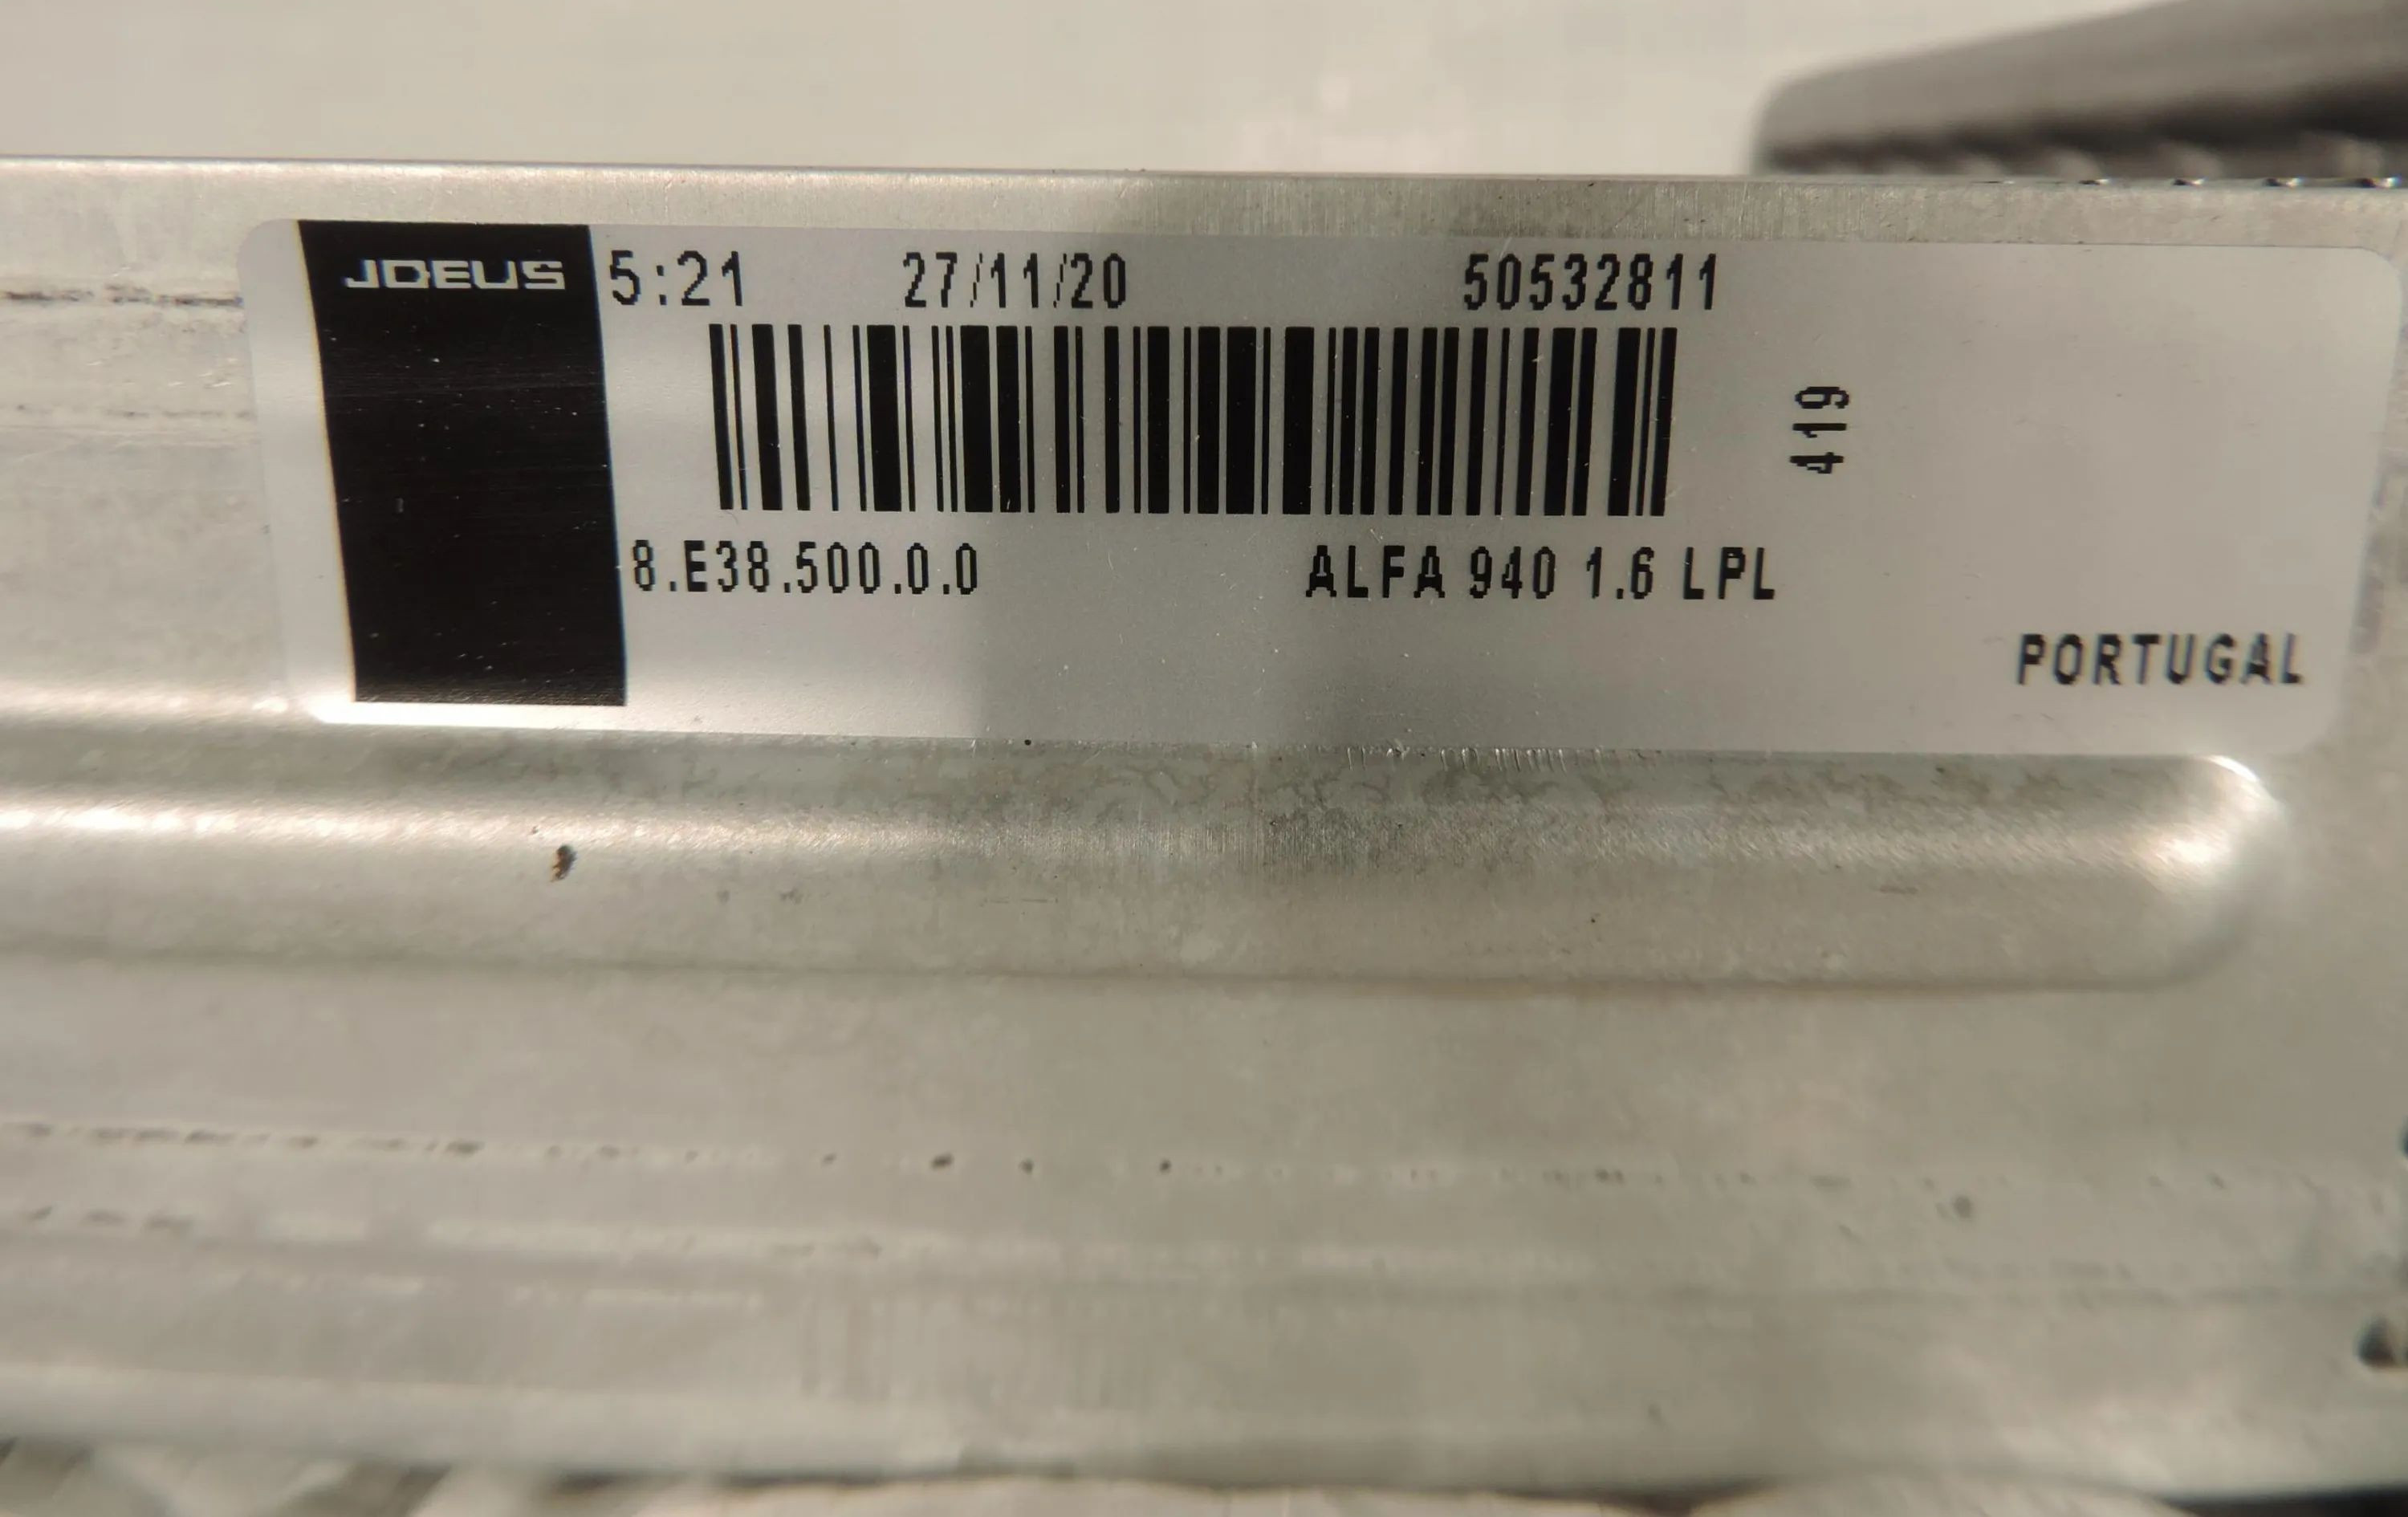 JDEUS 5:21 27/11/20 50532811
419
8.E38.500.0.0 ALFA 940 1.6 LPL
PORTUGAL